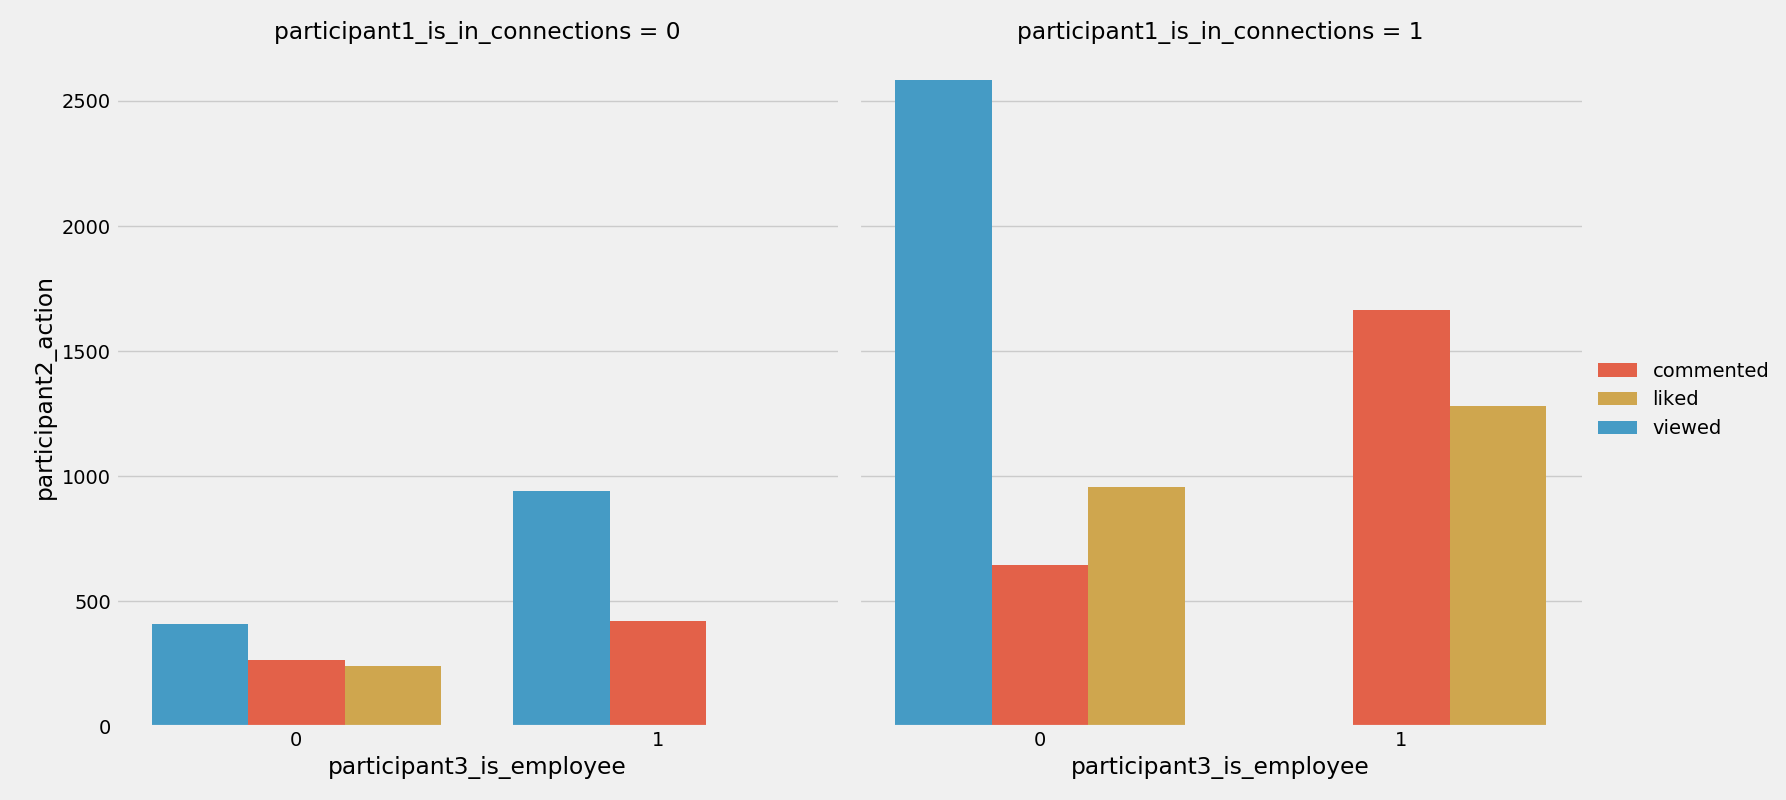 participant1_is_in_connections = 0
participant1_is_in_connections = 1
participant2_action
2500
2000
1500
1000
500
0
0 1
0 1
participant3_is_employee
participant3_is_employee
commented
liked
viewed